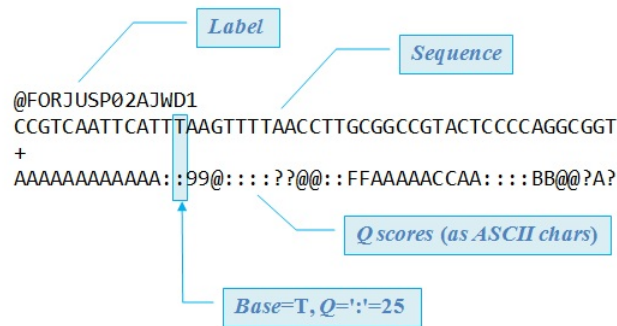 Label
Sequence
@FORJUSP02AJWD1
CCGTCAATTCATTTAAGTTTTAACCTTGCGGCCGTACTCCCCAGGCGGT
+
AAAAAAAAAAAA::99@::::??@@::FFAAAAACCAA::::BB@@?A?
Q scores (as ASCII chars)
Base=T, Q=':'=25